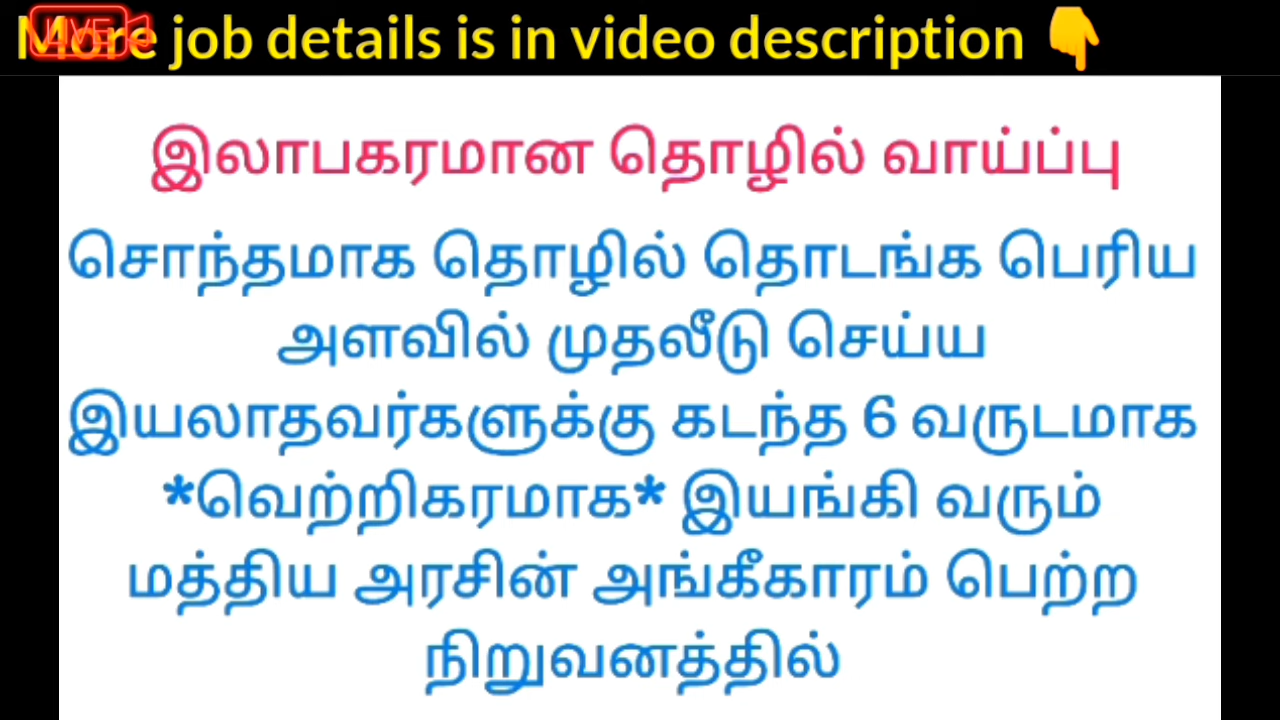 More job details is in video description 👇
LIVE
இலாபகரமான தொழில் வாய்ப்பு
சொந்தமாக தொழில் தொடங்க பெரிய
அளவில் முதலீடு செய்ய
இயலாதவர்களுக்கு கடந்த 6 வருடமாக
*வெற்றிகரமாக* இயங்கி வரும்
மத்திய அரசின் அங்கீகாரம் பெற்ற
நிறுவனத்தில்